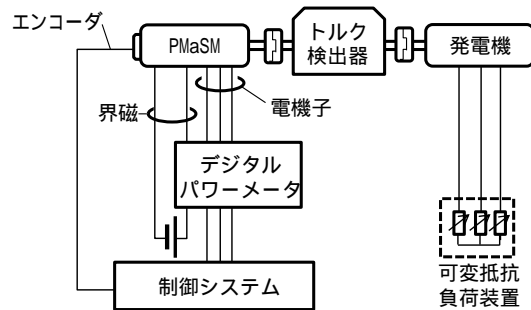 エンコーダ
PMaSM
トルク
検出器
発電機
界磁
電機子
デジタル
パワーメータ
制御システム
可変抵抗
負荷装置